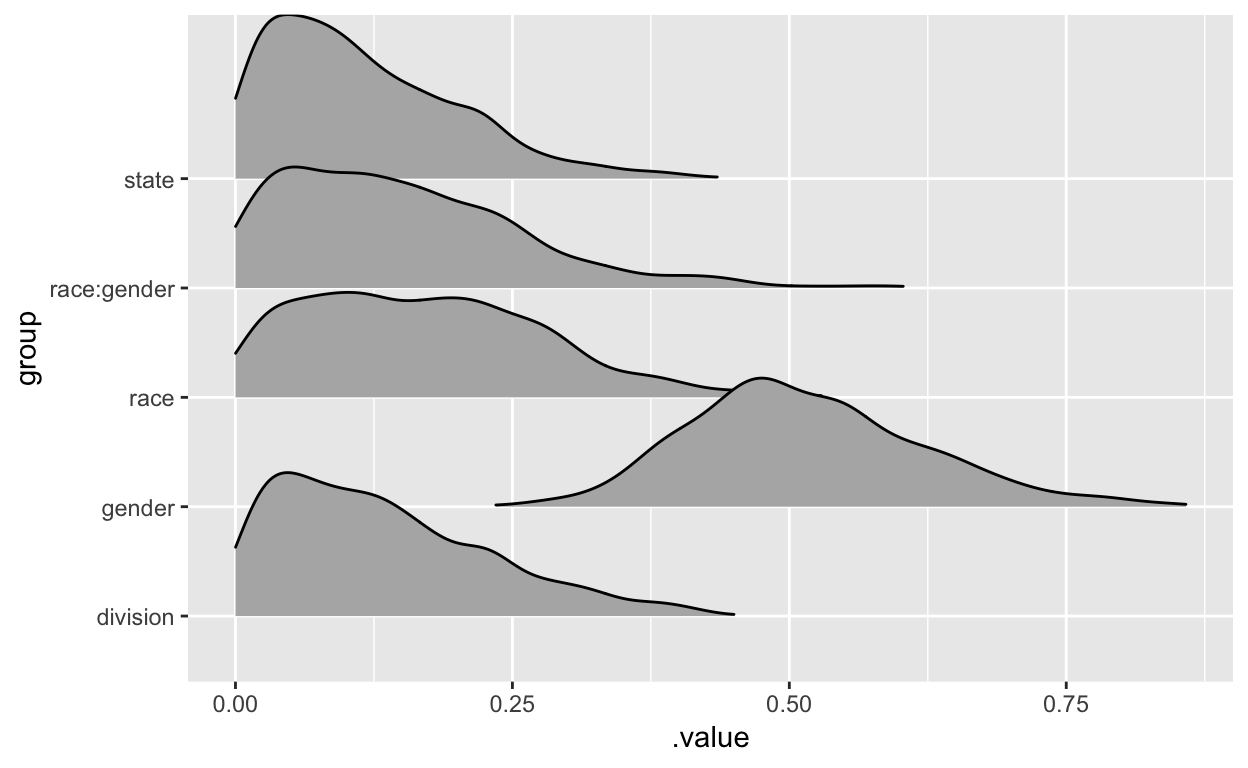 state
race:gender
race
gender
division
group
0.00 0.25 0.50 0.75
.value